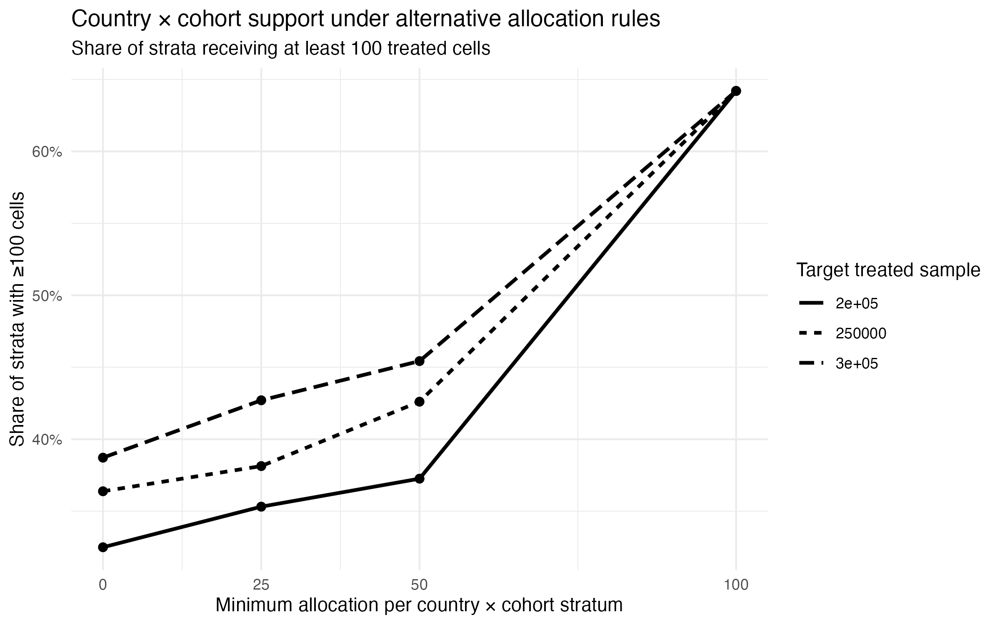 Country × cohort support under alternative allocation rules
Share of strata receiving at least 100 treated cells
Share of strata with ≥100 cells
60%
50%
40%
0
25
50
100
Minimum allocation per country × cohort stratum
Target treated sample
2e+05
250000
3e+05